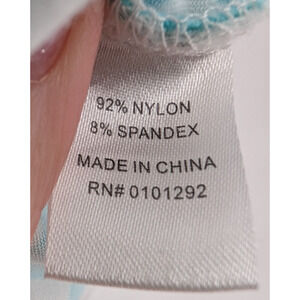 92% NYLON
8% SPANDEX
MADE IN CHINA
RN# 0101292